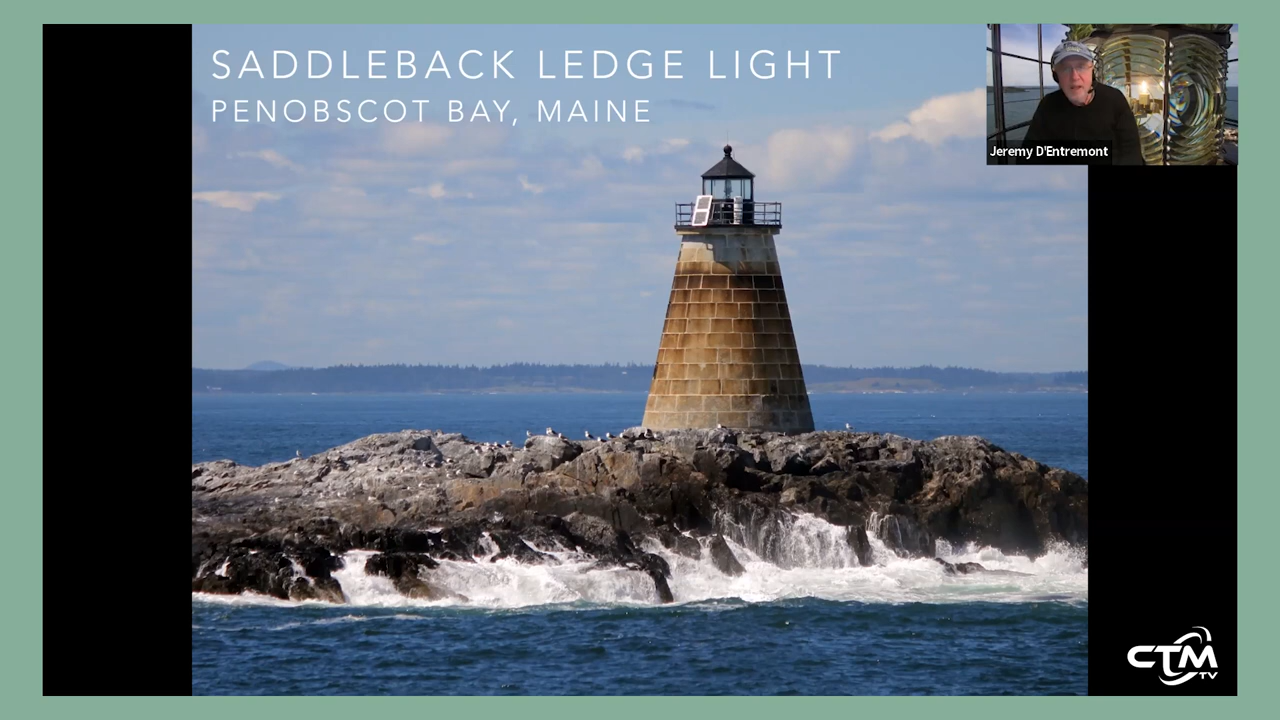 SADDLEBACK LEDGE LIGHT
PENOBSCOT BAY, MAINE
Jeremy D'Entremont
CTM
TV